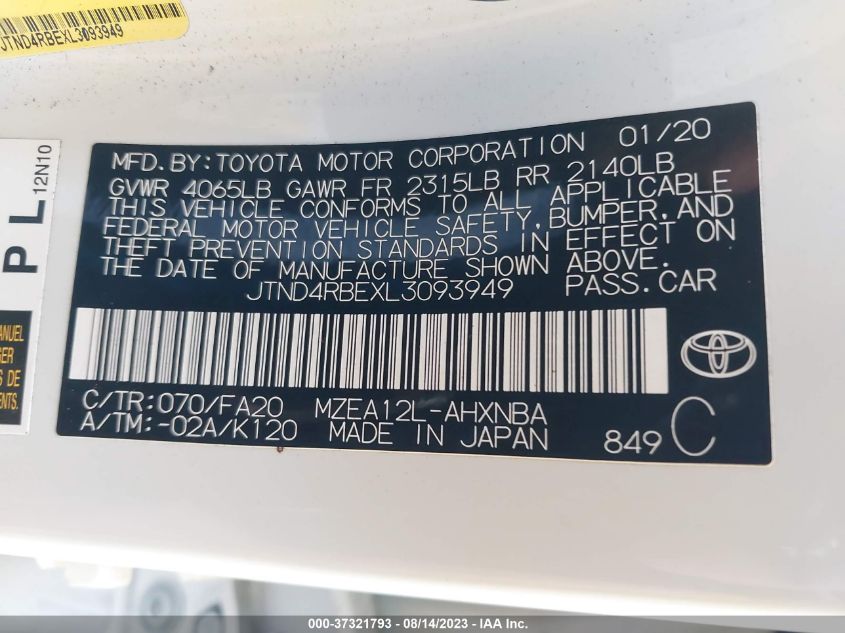 JTND4RBEXL3093949
12N10
P L
MFD. BY: TOYOTA MOTOR CORPORATION 01/20
GVWR 4065LB GAWR FR 2315LB RR 2140LB
THIS VEHICLE CONFORMS TO ALL APPLICABLE
FEDERAL MOTOR VEHICLE SAFETY, BUMPER, AND
THEFT PREVENTION STANDARDS IN EFFECT ON
THE DATE OF MANUFACTURE SHOWN ABOVE.
JTND4RBEXL3093949 PASS. CAR
C/TR: 070/FA20 MZEA12L-AHXNBA
A/TM: -02A/K120 MADE IN JAPAN 849 C
000-37321793 - 08/14/2023 - IAA Inc.